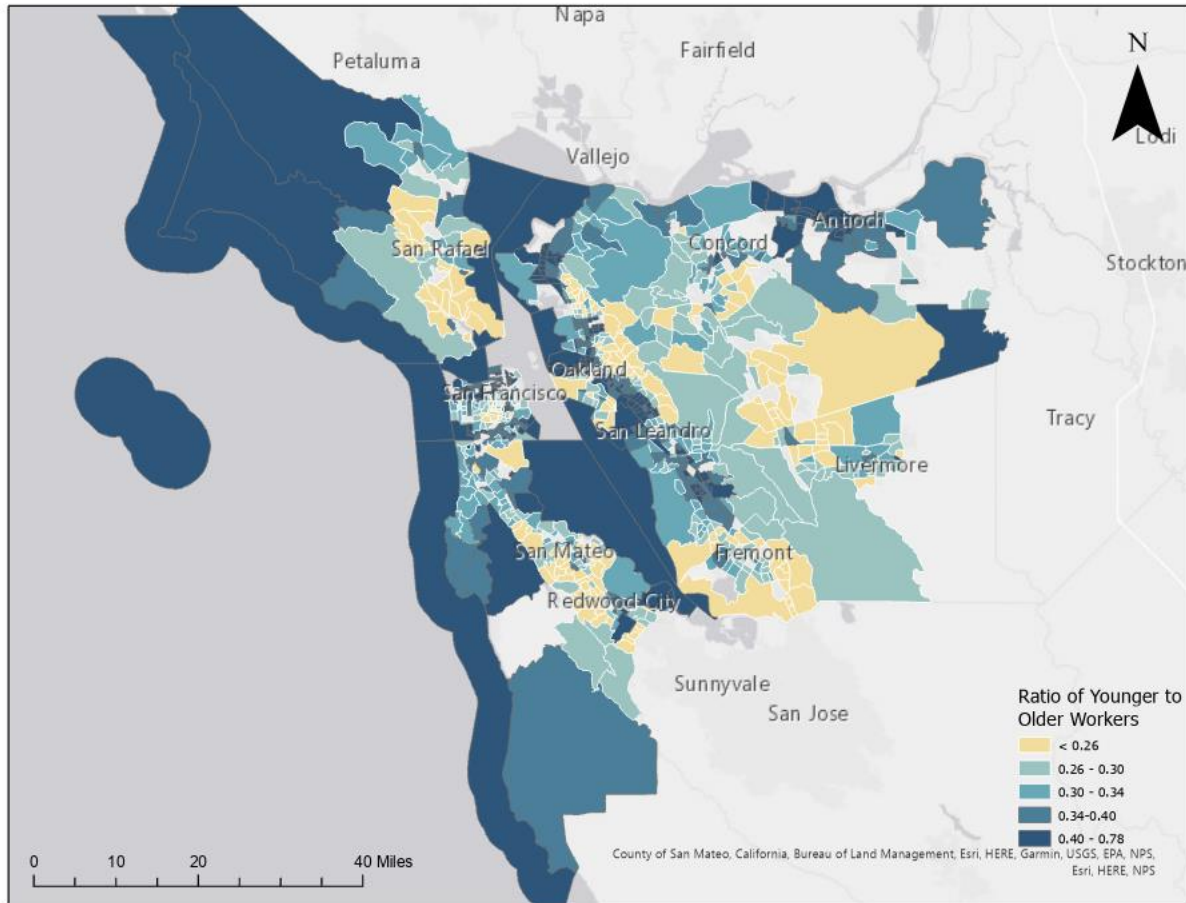 Napa
Fairfield
Petaluma
N
Lodi
Vallejo
Antioch
Concord
San Rafael
Stockton
Oakland
San Francisco
San Leandro
Tracy
Livermore
San Mateo
Fremont
Redwood City
Sunnyvale
San Jose
Ratio of Younger to
Older Workers
< 0.26
0.26 - 0.30
0.30 - 0.34
0.34-0.40
0.40 - 0.78
0 10 20 40 Miles
County of San Mateo, California, Bureau of Land Management, Esri, HERE, Garmin, USGS, EPA, NPS,
Esri, HERE, NPS